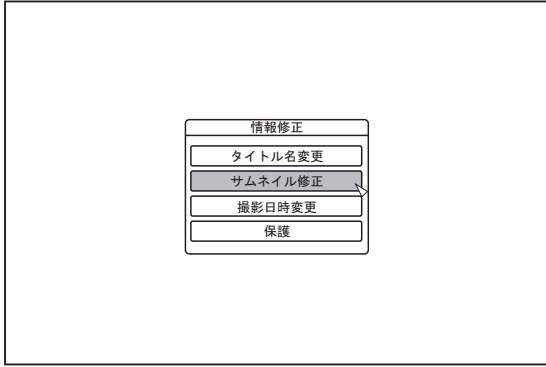 情報修正
タイトル名変更
サムネイル修正
撮影日時変更
保護